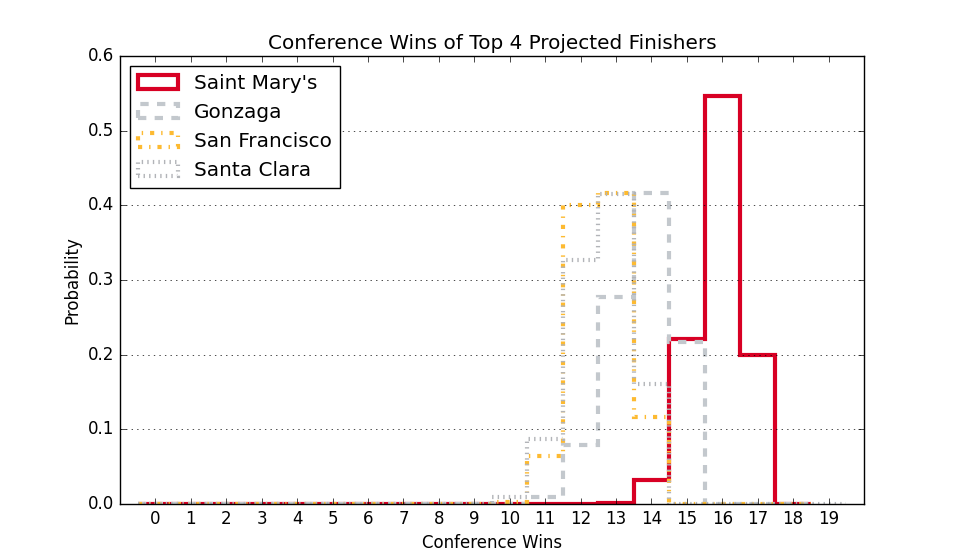 Conference Wins of Top 4 Projected Finishers
0.6
0.5
0.4
0.3
0.2
0.1
0.0
Probability
Saint Mary's
Gonzaga
San Francisco
Santa Clara
0 1 2 3 4 5 6 7 8 9 10 11 12 13 14 15 16 17 18 19
Conference Wins